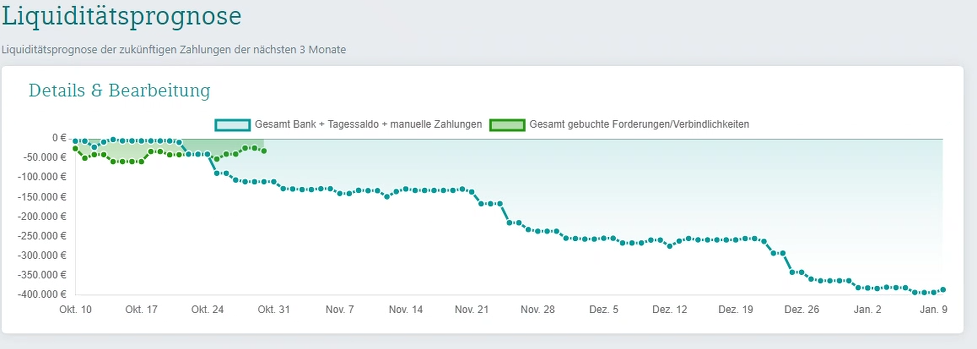 Liquiditätsprognose
Liquiditätsprognose der zukünftigen Zahlungen der nächsten 3 Monate
Details & Bearbeitung
Gesamt Bank + Tagessaldo + manuelle Zahlungen Gesamt gebuchte Forderungen/Verbindlichkeiten
0 €
-50.000 €
-100.000 €
-150.000 €
-200.000 €
-250.000 €
-300.000 €
-350.000 €
-400.000 €
Okt. 10 Okt. 17 Okt. 24 Okt. 31 Nov. 7 Nov. 14 Nov. 21 Nov. 28 Dez. 5 Dez. 12 Dez. 19 Dez. 26 Jan. 2 Jan. 9